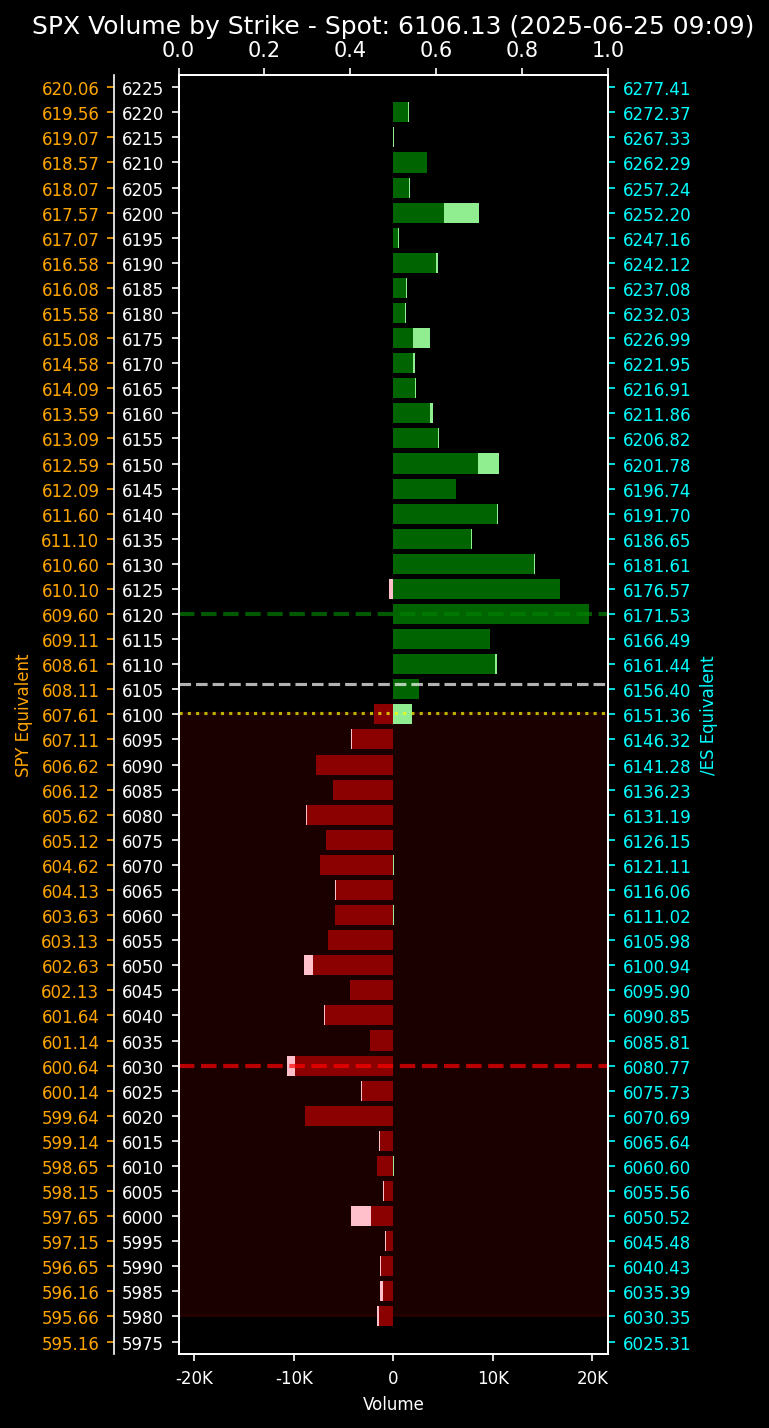 SPX Volume by Strike - Spot: 6106.13 (2025-06-25 09:09)
0.0 0.2 0.4 0.6 0.8 1.0
620.06 6225 6277.41
619.56 6220 6272.37
619.07 6215 6267.33
618.57 6210 6262.29
618.07 6205 6257.24
617.57 6200 6252.20
617.07 6195 6247.16
616.58 6190 6242.12
616.08 6185 6237.08
615.58 6180 6232.03
615.08 6175 6226.99
614.58 6170 6221.95
614.09 6165 6216.91
613.59 6160 6211.86
613.09 6155 6206.82
612.59 6150 6201.78
612.09 6145 6196.74
611.60 6140 6191.70
611.10 6135 6186.65
610.60 6130 6181.61
610.10 6125 6176.57
609.60 6120 6171.53
609.11 6115 6166.49
608.61 6110 6161.44
608.11 6105 6156.40
607.61 6100 6151.36
607.11 6095 6146.32
606.62 6090 6141.28
606.12 6085 6136.23
605.62 6080 6131.19
605.12 6075 6126.15
604.62 6070 6121.11
604.13 6065 6116.06
603.63 6060 6111.02
603.13 6055 6105.98
602.63 6050 6100.94
602.13 6045 6095.90
601.64 6040 6090.85
601.14 6035 6085.81
600.64 6030 6080.77
600.14 6025 6075.73
599.64 6020 6070.69
599.14 6015 6065.64
598.65 6010 6060.60
598.15 6005 6055.56
597.65 6000 6050.52
597.15 5995 6045.48
596.65 5990 6040.43
596.16 5985 6035.39
595.66 5980 6030.35
595.16 5975 6025.31
SPY Equivalent
/ES Equivalent
-20K -10K 0 10K 20K
Volume